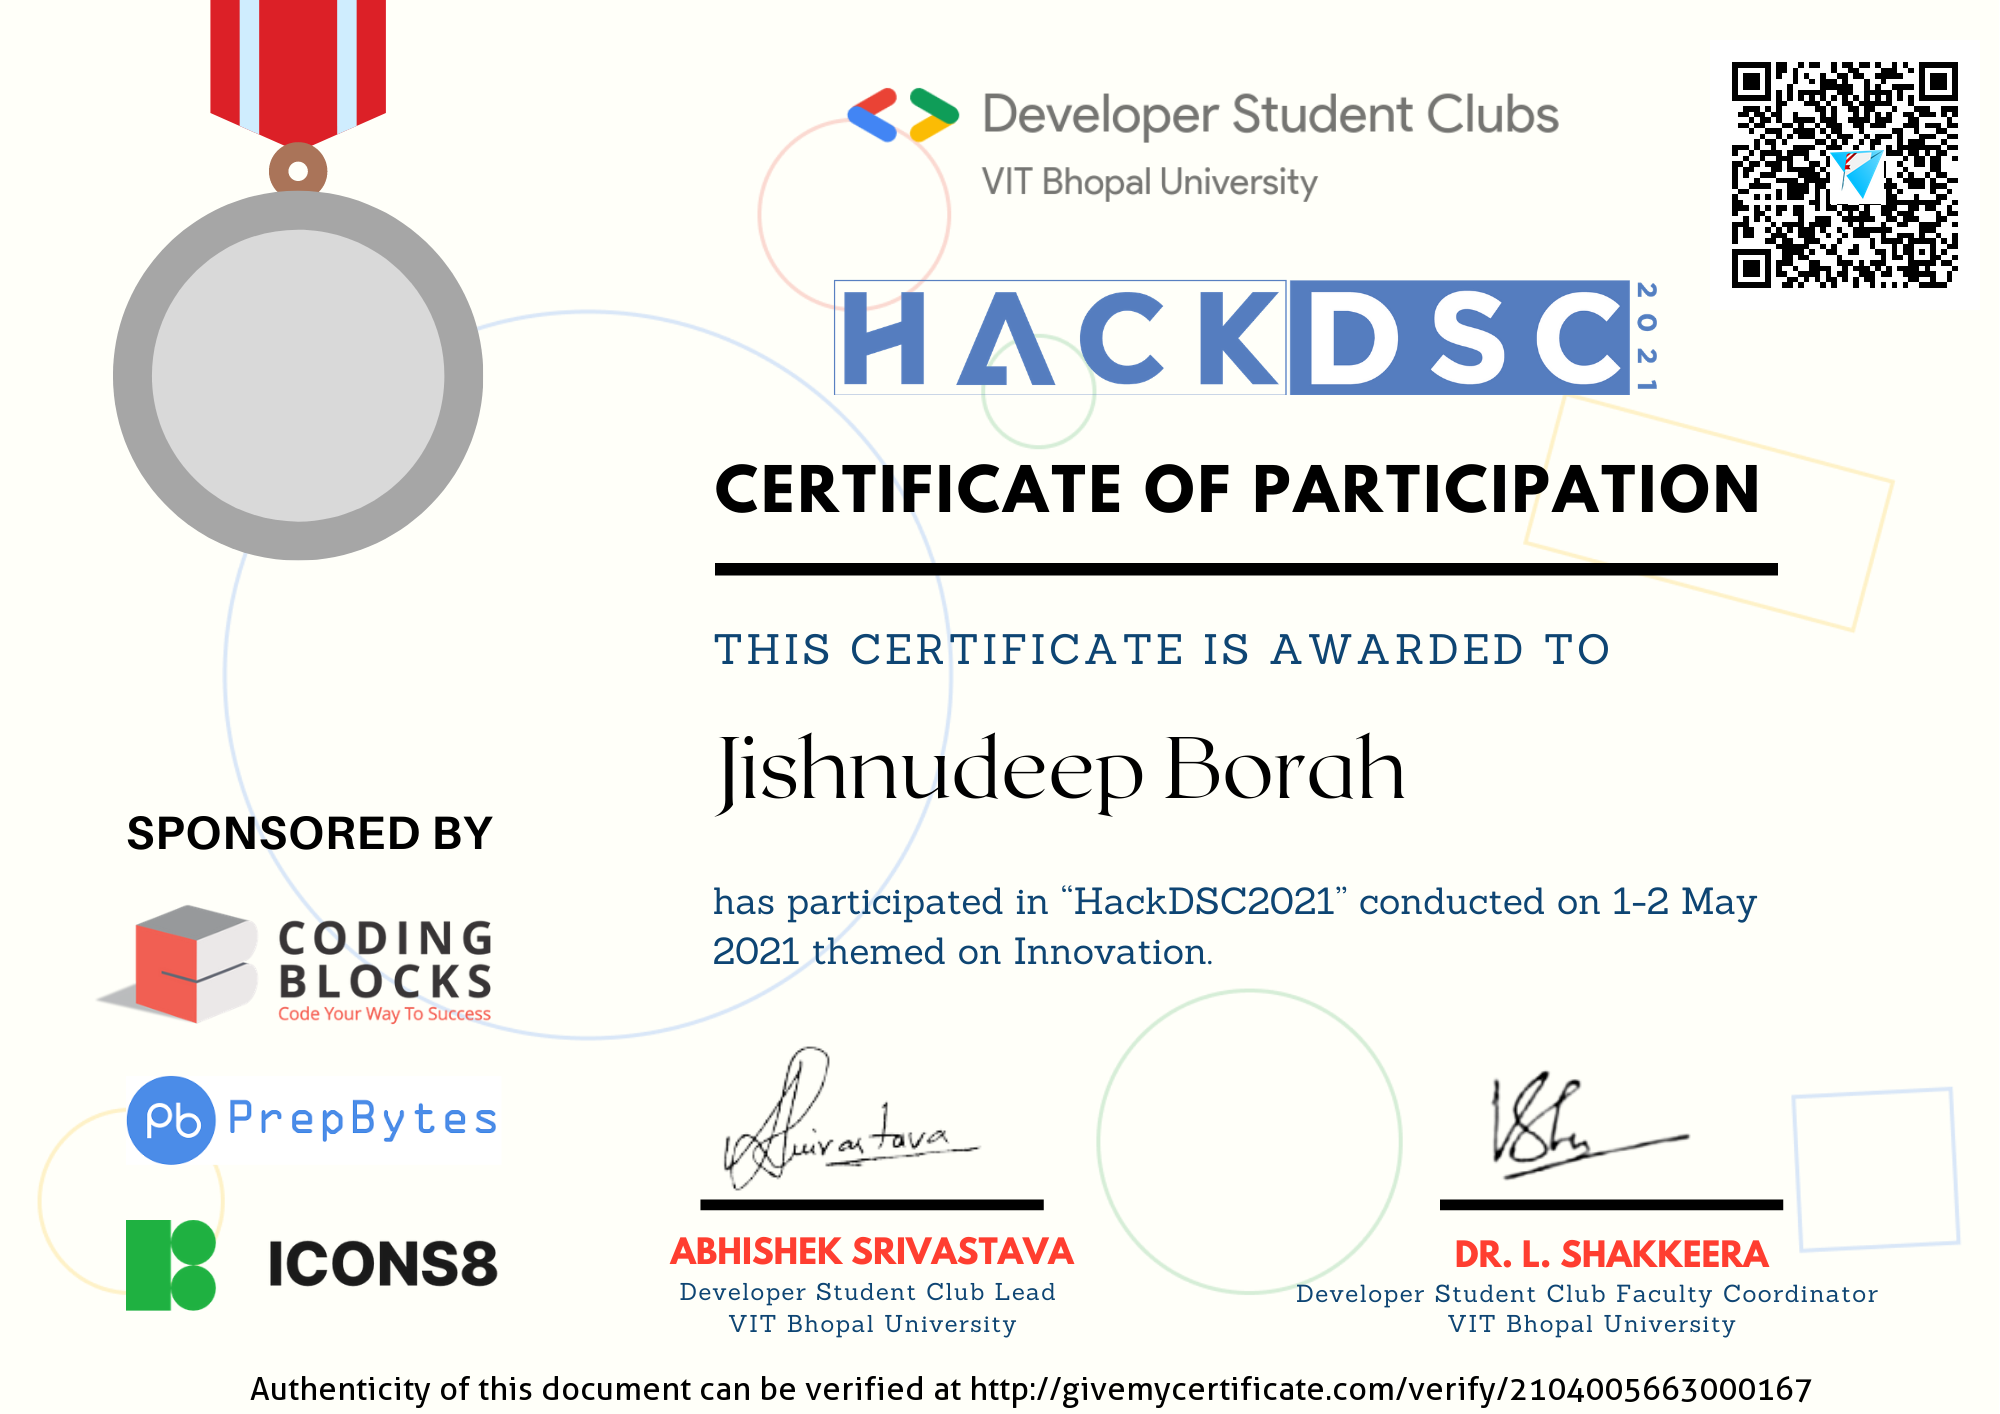 Developer Student Clubs
VIT Bhopal University
HACKDSC 2021
CERTIFICATE OF PARTICIPATION
THIS CERTIFICATE IS AWARDED TO
Jishnudeep Borah
has participated in “HackDSC2021” conducted on 1-2 May
2021 themed on Innovation.
SPONSORED BY
CODING
BLOCKS
Code Your Way To Success
pb PrepBytes
ICONS8
Srivastava
ABHISHEK SRIVASTAVA
Developer Student Club Lead
VIT Bhopal University
DR. L. SHAKKEERA
Developer Student Club Faculty Coordinator
VIT Bhopal University
Authenticity of this document can be verified at http://givemycertificate.com/verify/2104005663000167